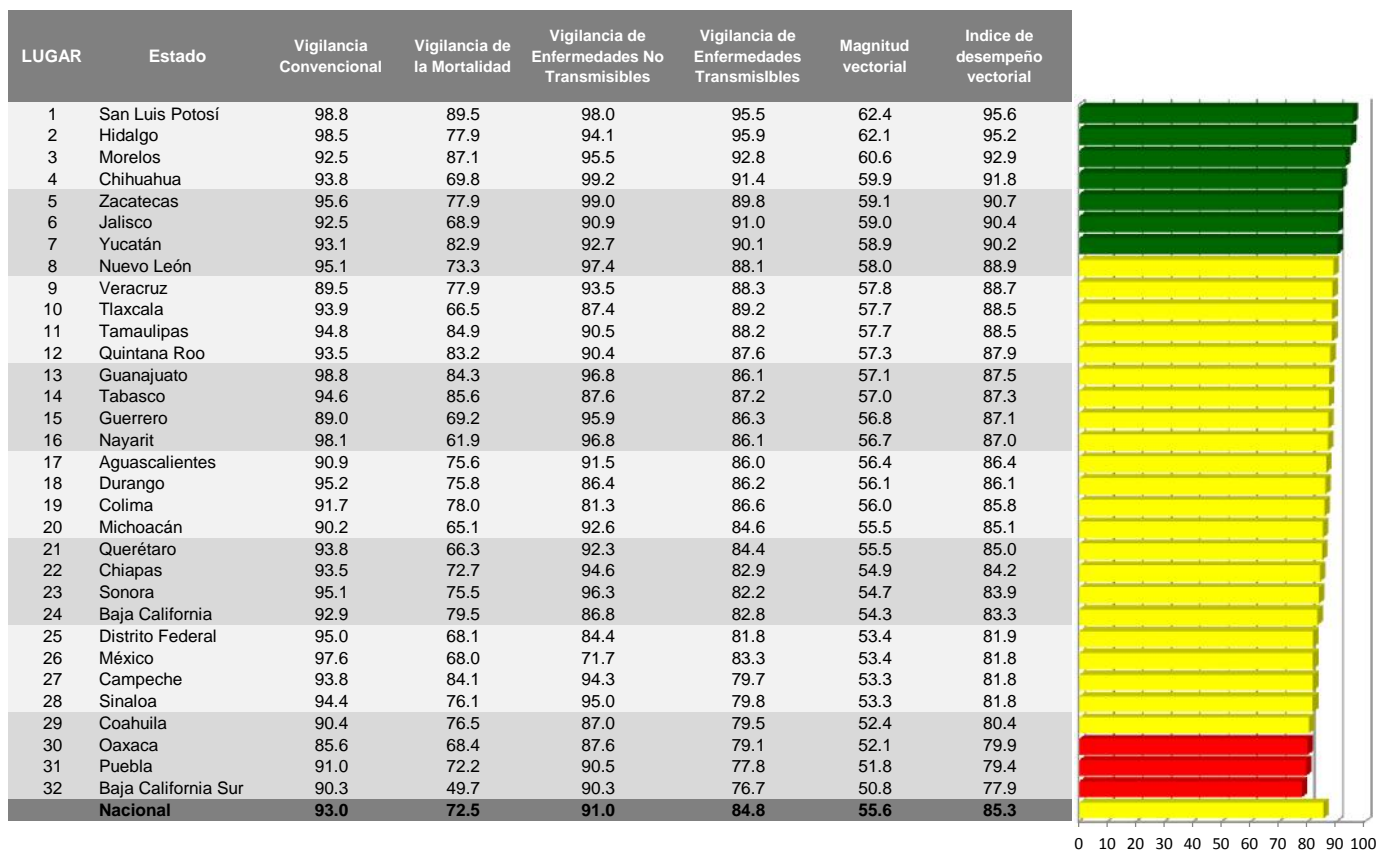 LUGAR Estado Vigilancia Convencional Vigilancia de la Mortalidad Vigilancia de Enfermedades No Transmisibles Vigilancia de Enfermedades TransmisIbles Magnitud vectorial Indice de desempeño vectorial
1 San Luis Potosí 98.8 89.5 98.0 95.5 62.4 95.6
2 Hidalgo 98.5 77.9 94.1 95.9 62.1 95.2
3 Morelos 92.5 87.1 95.5 92.8 60.6 92.9
4 Chihuahua 93.8 69.8 99.2 91.4 59.9 91.8
5 Zacatecas 95.6 77.9 99.0 89.8 59.1 90.7
6 Jalisco 92.5 68.9 90.9 91.0 59.0 90.4
7 Yucatán 93.1 82.9 92.7 90.1 58.9 90.2
8 Nuevo León 95.1 73.3 97.4 88.1 58.0 88.9
9 Veracruz 89.5 77.9 93.5 88.3 57.8 88.7
10 Tlaxcala 93.9 66.5 87.4 89.2 57.7 88.5
11 Tamaulipas 94.8 84.9 90.5 88.2 57.7 88.5
12 Quintana Roo 93.5 83.2 90.4 87.6 57.3 87.9
13 Guanajuato 98.8 84.3 96.8 86.1 57.1 87.5
14 Tabasco 94.6 85.6 87.6 87.2 57.0 87.3
15 Guerrero 89.0 69.2 95.9 86.3 56.8 87.1
16 Nayarit 98.1 61.9 96.8 86.1 56.7 87.0
17 Aguascalientes 90.9 75.6 91.5 86.0 56.4 86.4
18 Durango 95.2 75.8 86.4 86.2 56.1 86.1
19 Colima 91.7 78.0 81.3 86.6 56.0 85.8
20 Michoacán 90.2 65.1 92.6 84.6 55.5 85.1
21 Querétaro 93.8 66.3 92.3 84.4 55.5 85.0
22 Chiapas 93.5 72.7 94.6 82.9 54.9 84.2
23 Sonora 95.1 75.5 96.3 82.2 54.7 83.9
24 Baja California 92.9 79.5 86.8 82.8 54.3 83.3
25 Distrito Federal 95.0 68.1 84.4 81.8 53.4 81.9
26 México 97.6 68.0 71.7 83.3 53.4 81.8
27 Campeche 93.8 84.1 94.3 79.7 53.3 81.8
28 Sinaloa 94.4 76.1 95.0 79.8 53.3 81.8
29 Coahuila 90.4 76.5 87.0 79.5 52.4 80.4
30 Oaxaca 85.6 68.4 87.6 79.1 52.1 79.9
31 Puebla 91.0 72.2 90.5 77.8 51.8 79.4
32 Baja California Sur 90.3 49.7 90.3 76.7 50.8 77.9
Nacional 93.0 72.5 91.0 84.8 55.6 85.3
0 10 20 30 40 50 60 70 80 90 100